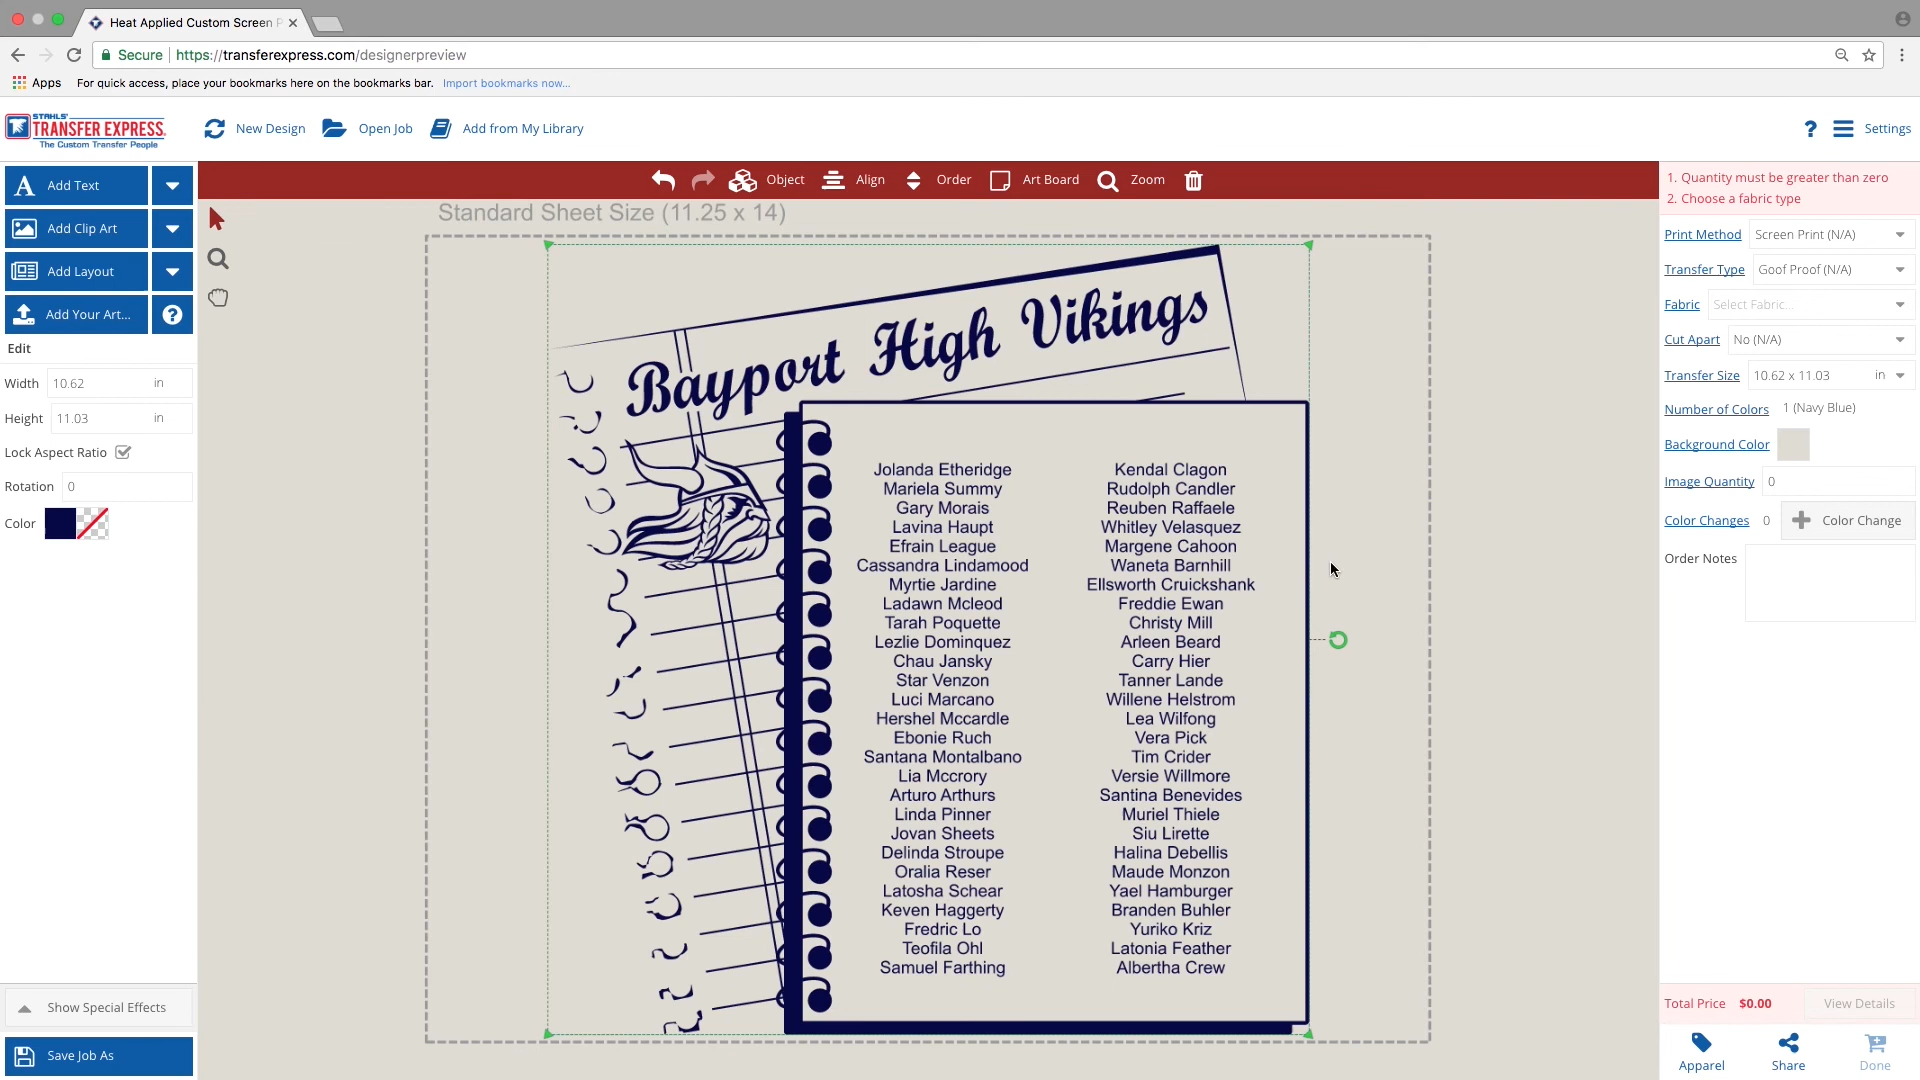 Heat Applied Custom Screen P
Secure https://transferexpress.com/designerpreview
Apps For quick access, place your bookmarks here on the bookmarks bar. Import bookmarks now...
STAHLS'
TRANSFER EXPRESS.
The Custom Transfer People
New Design Open Job Add from My Library ? Settings
Object Align Order Art Board Zoom
Add Text
Add Clip Art
Add Layout
Add Your Art...
Edit
Width 10.62 in
Height 11.03 in
Lock Aspect Ratio
Rotation 0
Color
Show Special Effects
Save Job As
Standard Sheet Size (11.25 x 14)
Bayport High Vikings
Jolanda Etheridge
Mariela Summy
Gary Morais
Lavina Haupt
Efrain League
Cassandra Lindamood
Myrtie Jardine
Ladawn Mcleod
Tarah Poquette
Lezlie Dominquez
Chau Jansky
Star Venzon
Luci Marcano
Hershel Mccardle
Ebonie Ruch
Santana Montalbano
Lia Mccrory
Arturo Arthurs
Linda Pinner
Jovan Sheets
Delinda Stroupe
Oralia Reser
Latosha Schear
Keven Haggerty
Fredric Lo
Teofila Ohl
Samuel Farthing
Kendal Clagon
Rudolph Candler
Reuben Raffaele
Whitley Velasquez
Margene Cahoon
Waneta Barnhill
Ellsworth Cruickshank
Freddie Ewan
Christy Mill
Arleen Beard
Carry Hier
Tanner Lande
Willene Helstrom
Lea Wilfong
Vera Pick
Tim Crider
Versie Willmore
Santina Benevides
Muriel Thiele
Siu Lirette
Halina Debellis
Maude Monzon
Yael Hamburger
Branden Buhler
Yuriko Kriz
Latonia Feather
Albertha Crew
1. Quantity must be greater than zero
2. Choose a fabric type
Print Method Screen Print (N/A)
Transfer Type Goof Proof (N/A)
Fabric Select Fabric...
Cut Apart No (N/A)
Transfer Size 10.62 x 11.03 in
Number of Colors 1 (Navy Blue)
Background Color
Image Quantity 0
Color Changes 0 Color Change
Order Notes
Total Price $0.00 View Details
Apparel Share Done